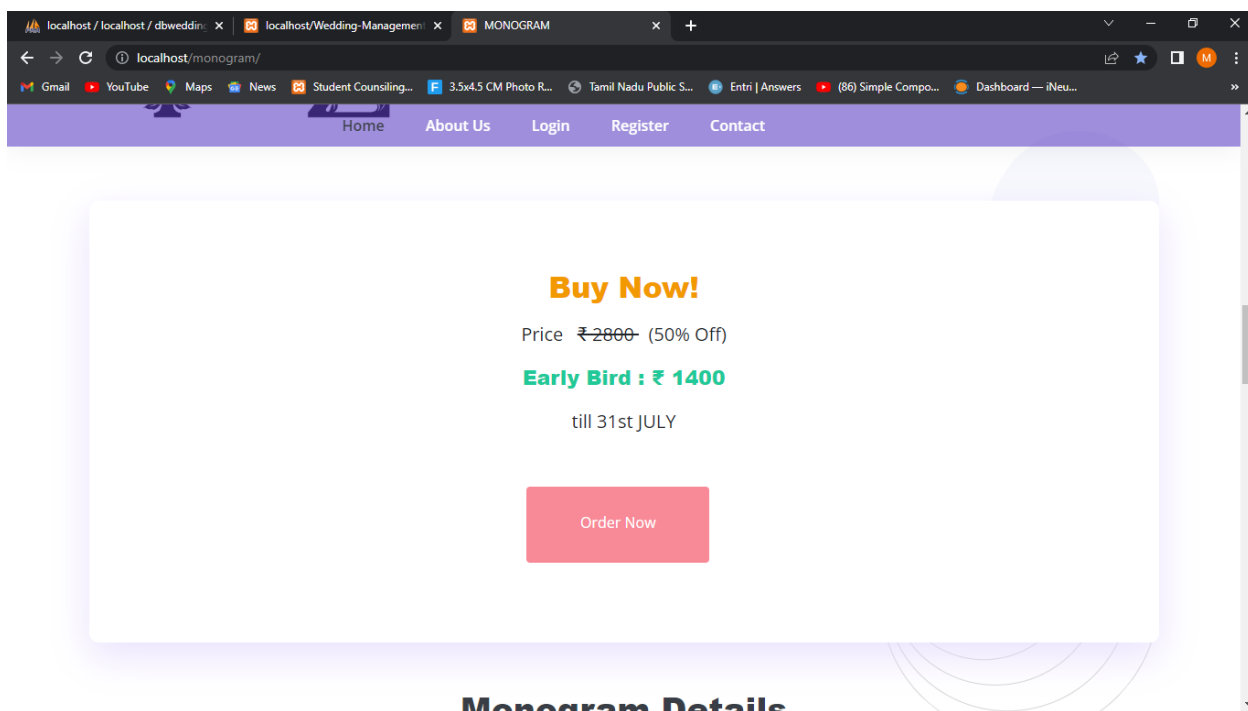 localhost / localhost / dbwedding
localhost/Wedding-Management
MONOGRAM
localhost/monogram/
M
Gmail
YouTube
Maps
News
Student Counsiling...
3.5x4.5 CM Photo R...
Tamil Nadu Public S...
Entri | Answers
(86) Simple Compo...
Dashboard — iNeu...
»
Home
About Us
Login
Register
Contact
Buy Now!
Price ₹ 2800 (50% Off)
Early Bird : ₹ 1400
till 31st JULY
Order Now
Monogram Details